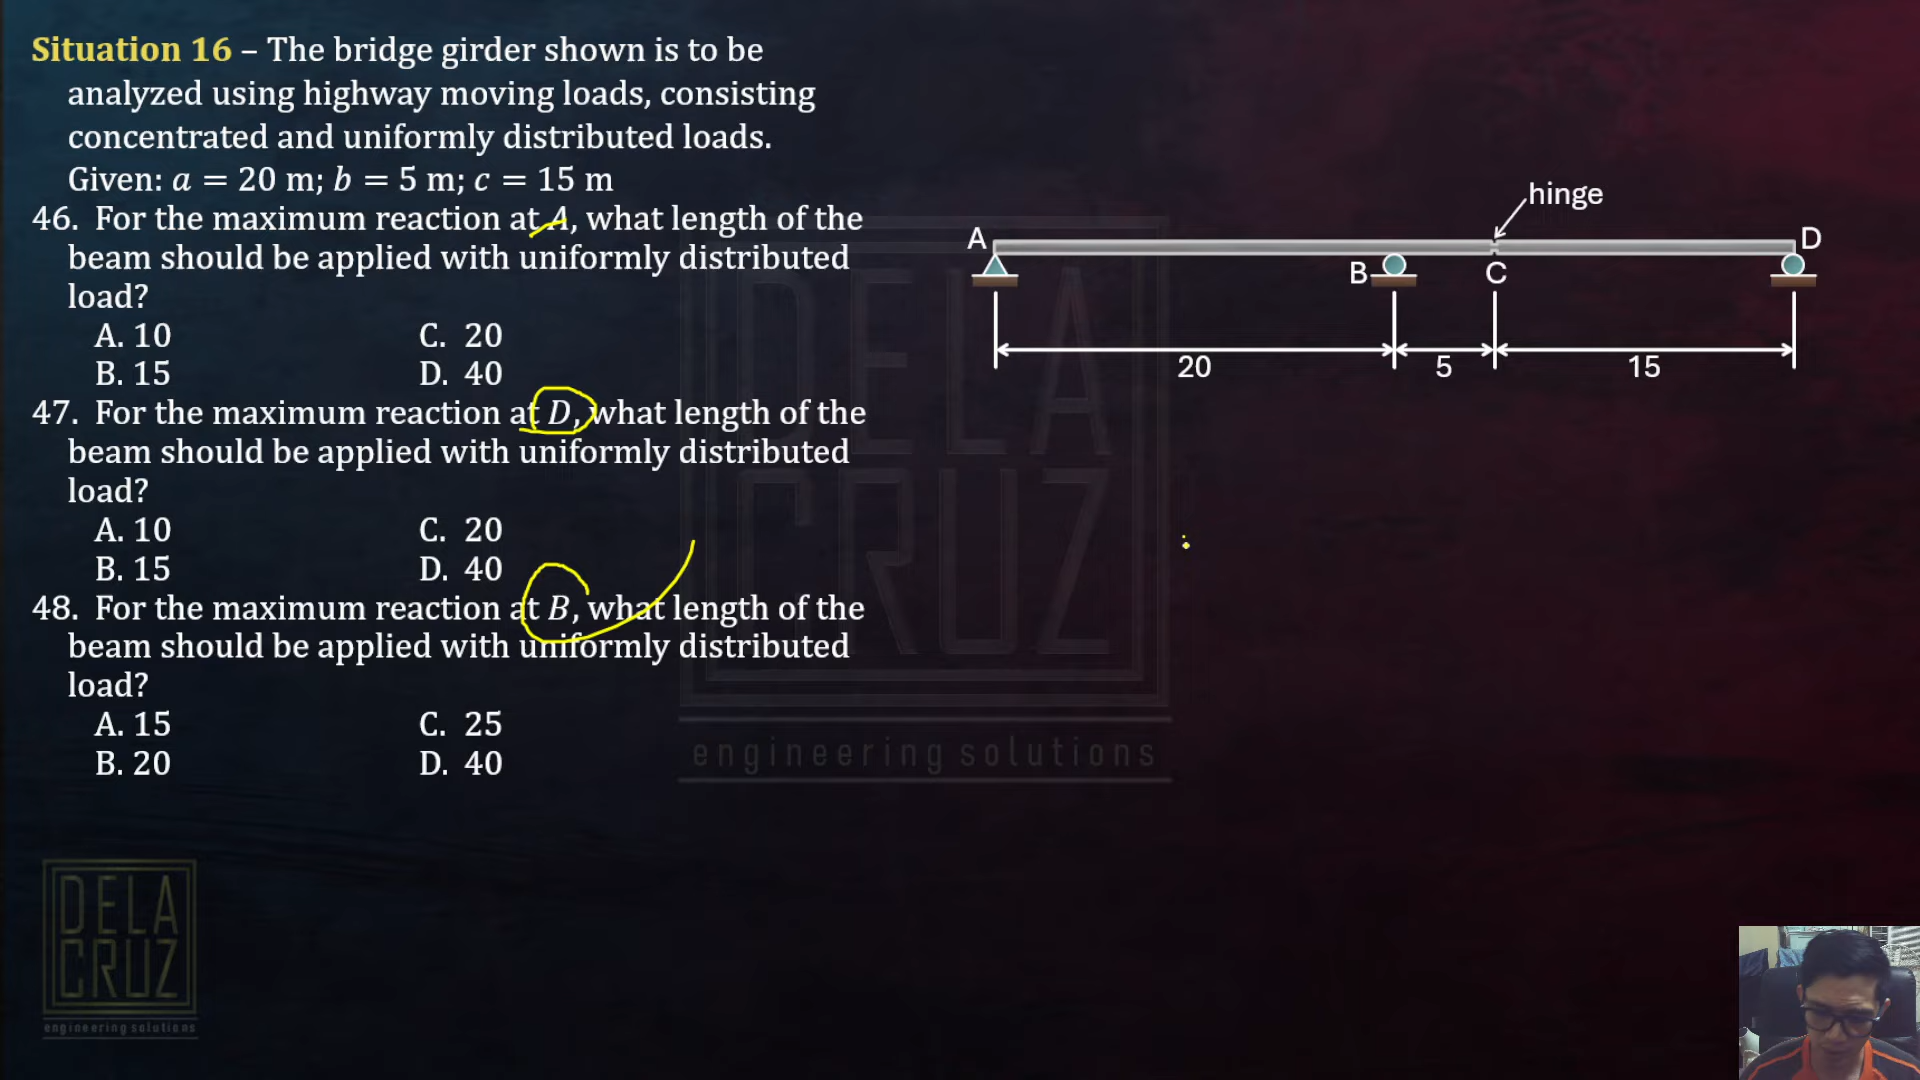 Situation 16 – The bridge girder shown is to be
analyzed using highway moving loads, consisting
concentrated and uniformly distributed loads.
Given: a = 20 m; b = 5 m; c = 15 m
46. For the maximum reaction at A, what length of the
beam should be applied with uniformly distributed
load?
A. 10 C. 20
B. 15 D. 40
47. For the maximum reaction at D, what length of the
beam should be applied with uniformly distributed
load?
A. 10 C. 20
B. 15 D. 40
48. For the maximum reaction at B, what length of the
beam should be applied with uniformly distributed
load?
A. 15 C. 25
B. 20 D. 40
hinge
A D
B C
20 5 15
DELA
CRUZ
engineering solutions
DELA
CRUZ
engineering solutions